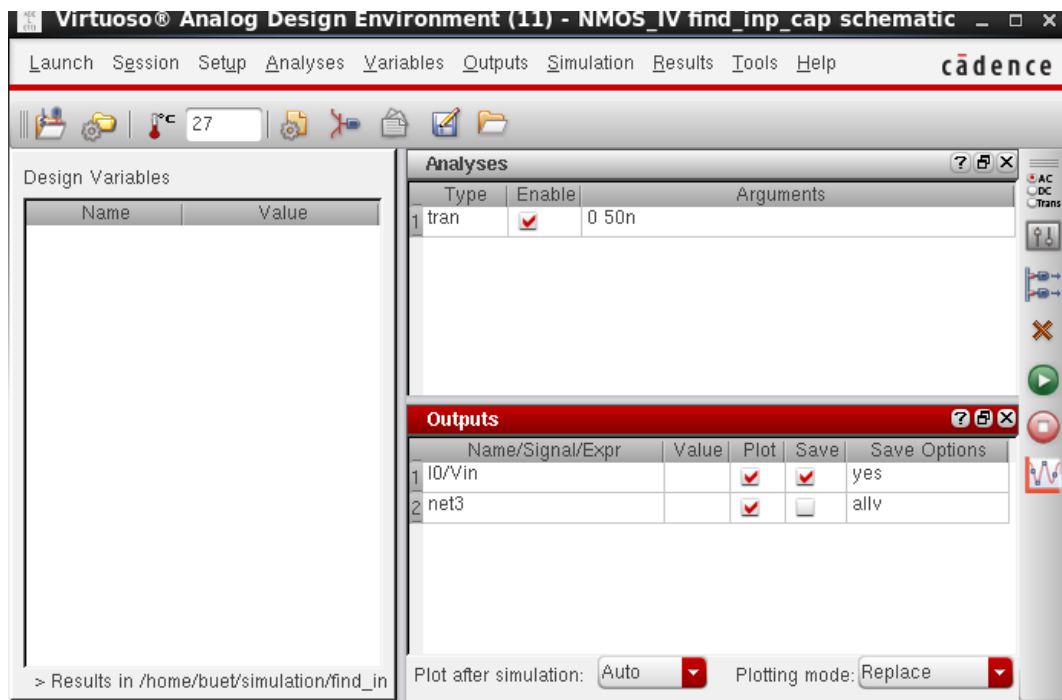 Virtuoso® Analog Design Environment (11) - NMOS_IV find_inp_cap schematic
Launch Session Setup Analyses Variables Outputs Simulation Results Tools Help cādence
°C 27
Design Variables
Name Value
Analyses
Type Enable Arguments
1 tran 0 50n
AC
DC
Trans
Outputs
Name/Signal/Expr Value Plot Save Save Options
1 I0/Vin yes
2 net3 allv
> Results in /home/buet/simulation/find_in
Plot after simulation: Auto Plotting mode: Replace